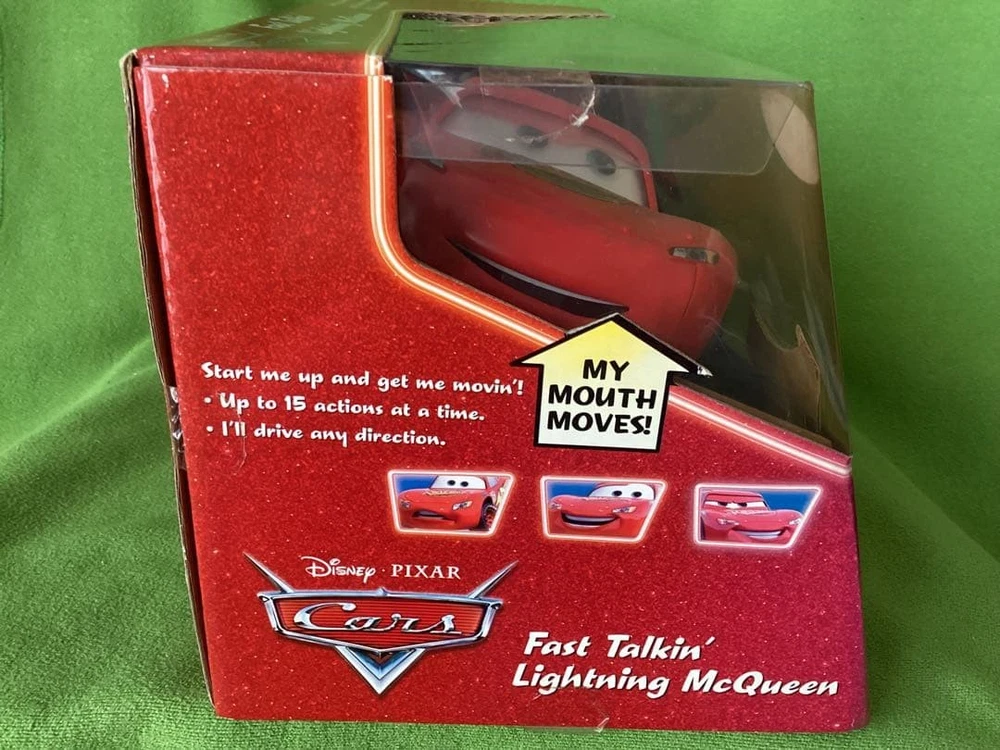 Start me up and get me movin'!
• Up to 15 actions at a time.
• I'll drive any direction.
MY
MOUTH
MOVES!
DISNEY · PIXAR
Cars
Fast Talkin'
Lightning McQueen